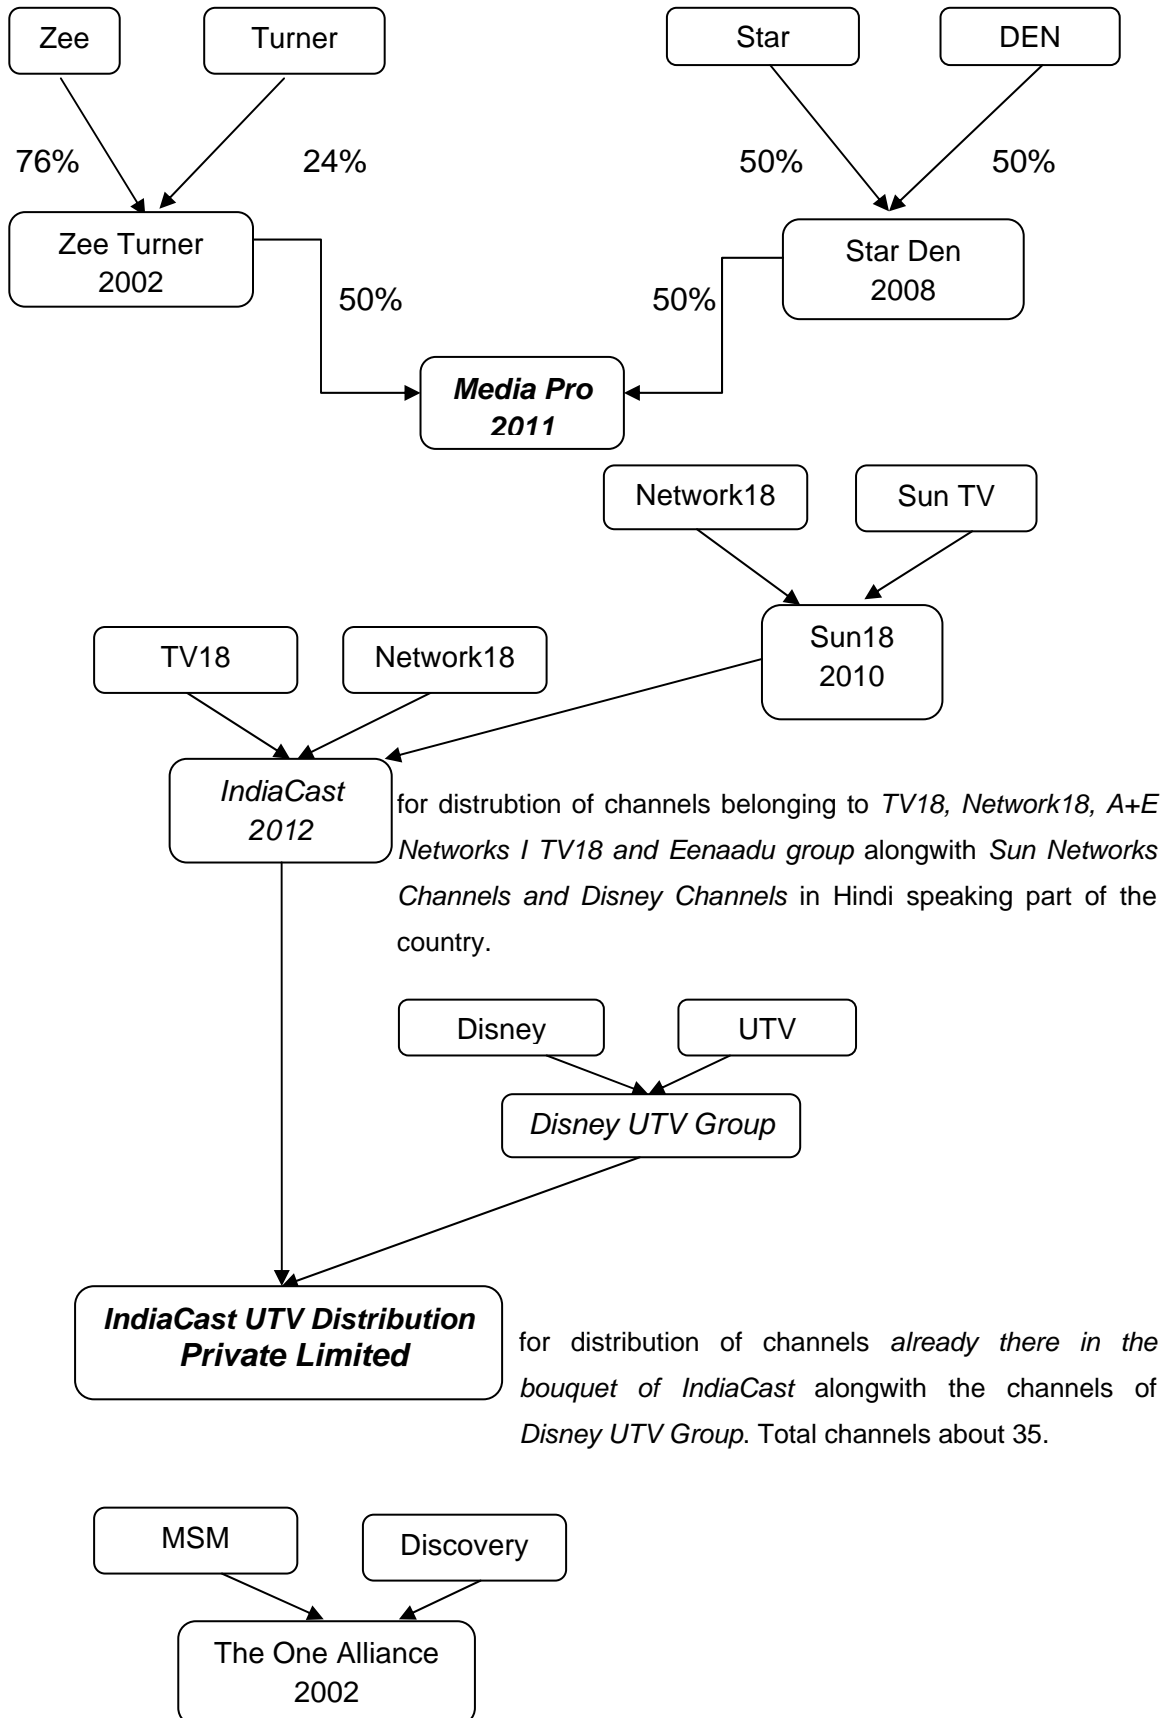 Zee
Turner
Star
DEN
76%
24%
50%
50%
Zee Turner
2002
Star Den
2008
50%
50%
Media Pro
2011
Network18
Sun TV
Sun18
2010
TV18
Network18
IndiaCast
2012
for distrubtion of channels belonging to TV18, Network18, A+E
Networks I TV18 and Eenaadu group alongwith Sun Networks
Channels and Disney Channels in Hindi speaking part of the
country.
Disney
UTV
Disney UTV Group
IndiaCast UTV Distribution
Private Limited
for distribution of channels already there in the
bouquet of IndiaCast alongwith the channels of
Disney UTV Group. Total channels about 35.
MSM
Discovery
The One Alliance
2002